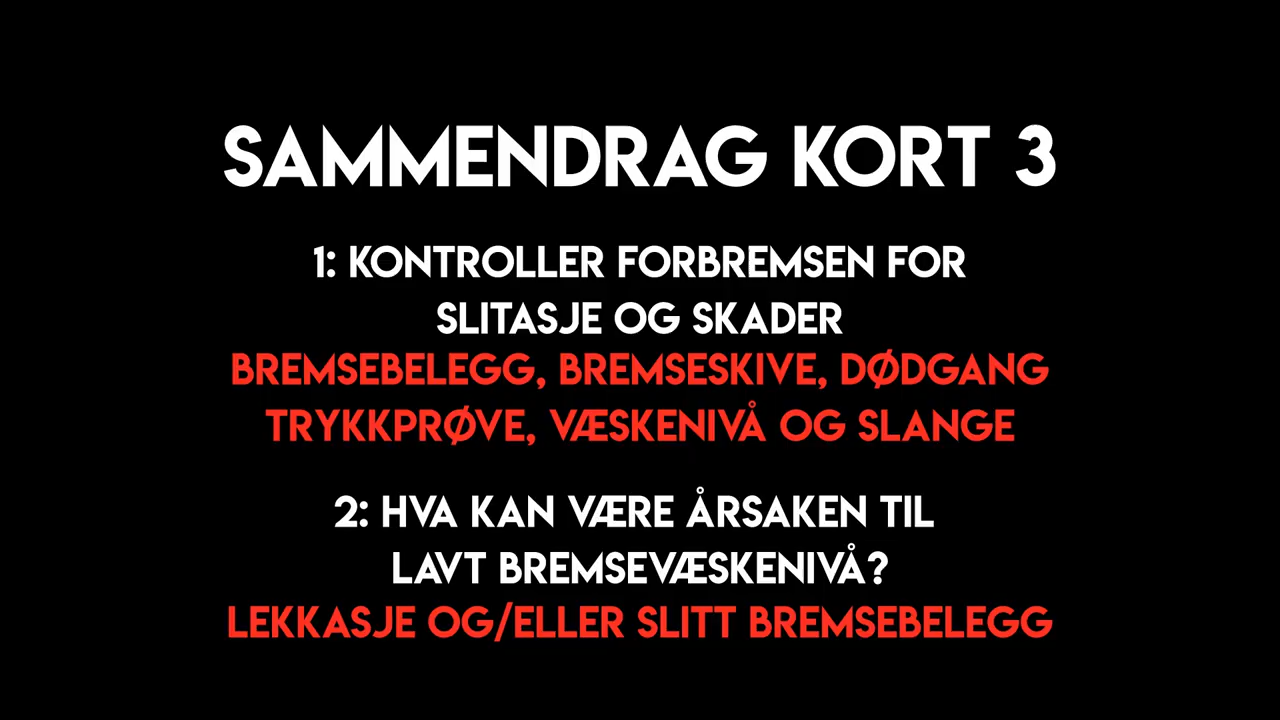 SAMMENDRAG KORT 3
1: KONTROLLER FORBREMSEN FOR
SLITASJE OG SKADER
BREMSEBELEGG, BREMSESKIVE, DØDGANG
TRYKKPRØVE, VÆSKENIVÅ OG SLANGE
2: HVA KAN VÆRE ÅRSAKEN TIL
LAVT BREMSEVÆSKENIVÅ?
LEKKASJE OG/ELLER SLITT BREMSEBELEGG